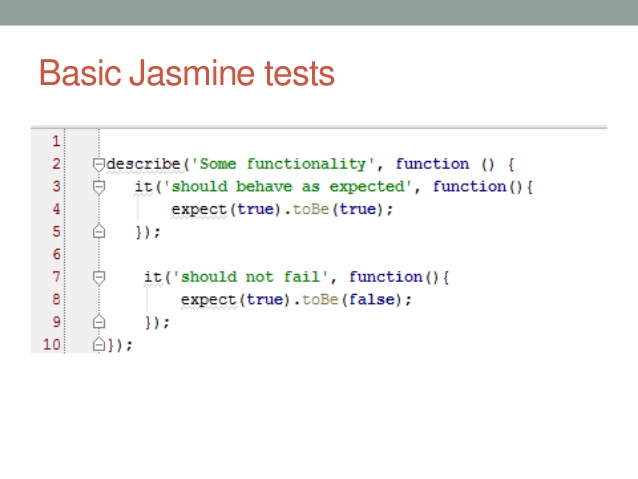 Basic Jasmine tests
1
2 describe('Some functionality', function () {
3 it('should behave as expected', function(){
4 expect(true).toBe(true);
5 });
6
7 it('should not fail', function(){
8 expect(true).toBe(false);
9 });
10 });